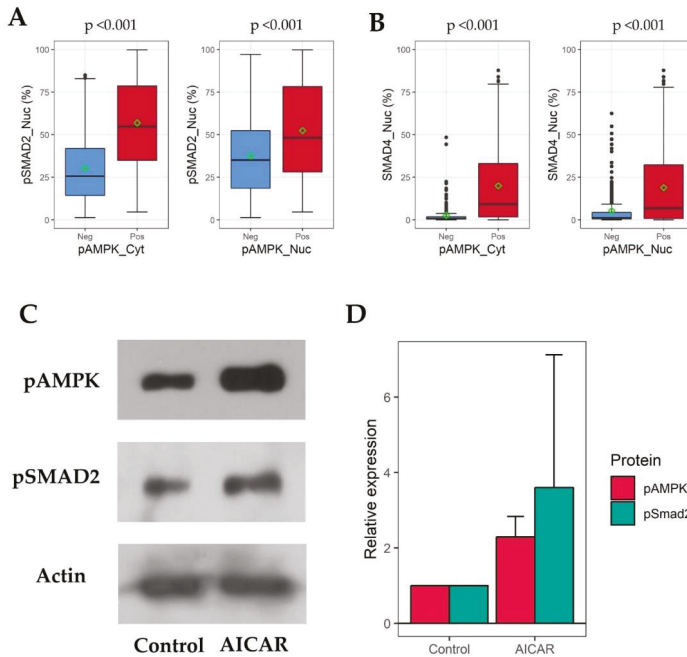 A
p <0.001
p <0.001
pSMAD2_Nuc (%)
100
75
50
25
0
Neg
Pos
pAMPK_Cyt
pSMAD2_Nuc (%)
100
75
50
25
0
Neg
Pos
pAMPK_Nuc
B
p <0.001
p <0.001
SMAD4_Nuc (%)
100
75
50
25
0
Neg
Pos
pAMPK_Cyt
SMAD4_Nuc (%)
100
75
50
25
0
Neg
Pos
pAMPK_Nuc
C
pAMPK
pSMAD2
Actin
Control AICAR
D
Relative expression
6
4
2
0
Control
AICAR
Protein
pAMPK
pSmad2